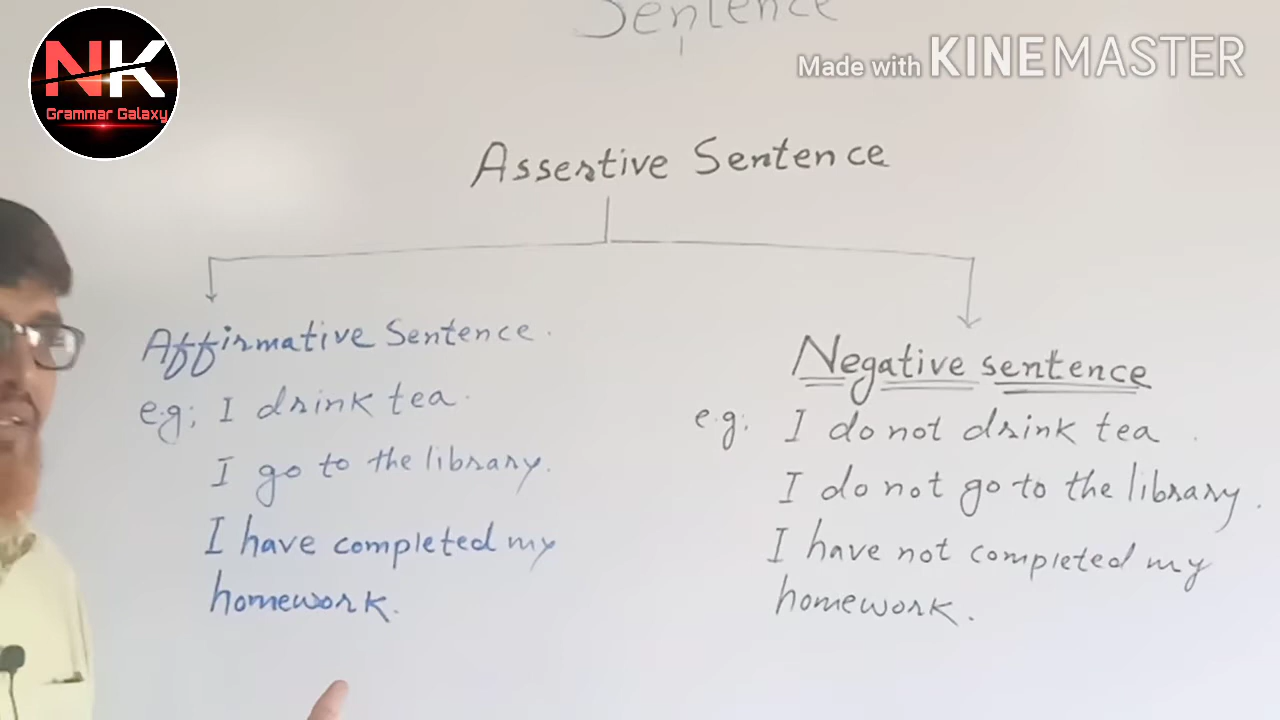 Sentence
NK
Grammar Galaxy
Made with KINEMASTER
Assertive Sentence
Affirmative Sentence.
e.g; I drink tea.
I go to the library.
I have completed my
homework.
Negative sentence
e.g; I do not drink tea.
I do not go to the library.
I have not completed my
homework.